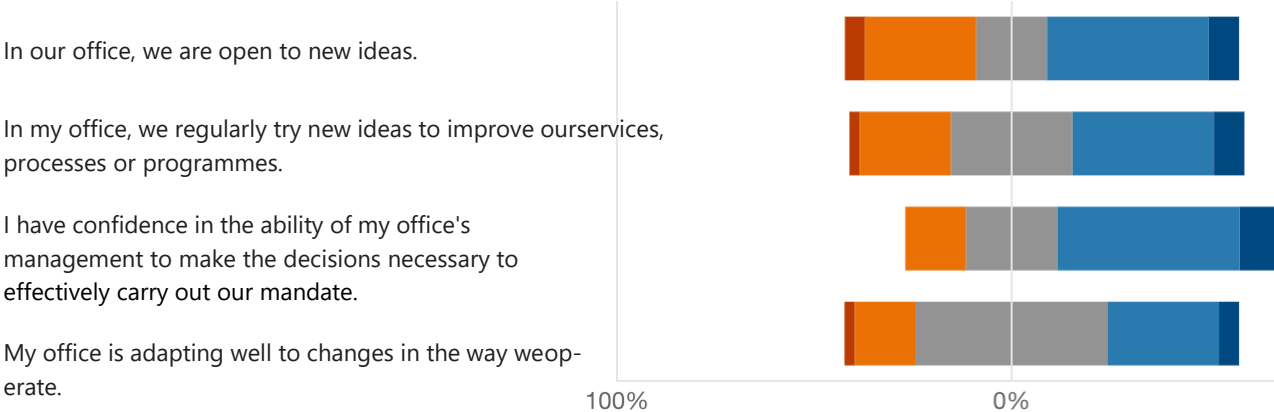 In our office, we are open to new ideas.
In my office, we regularly try new ideas to improve ourservices,
processes or programmes.
I have confidence in the ability of my office's
management to make the decisions necessary to
effectively carry out our mandate.
My office is adapting well to changes in the way weop-
erate.
100% 0%